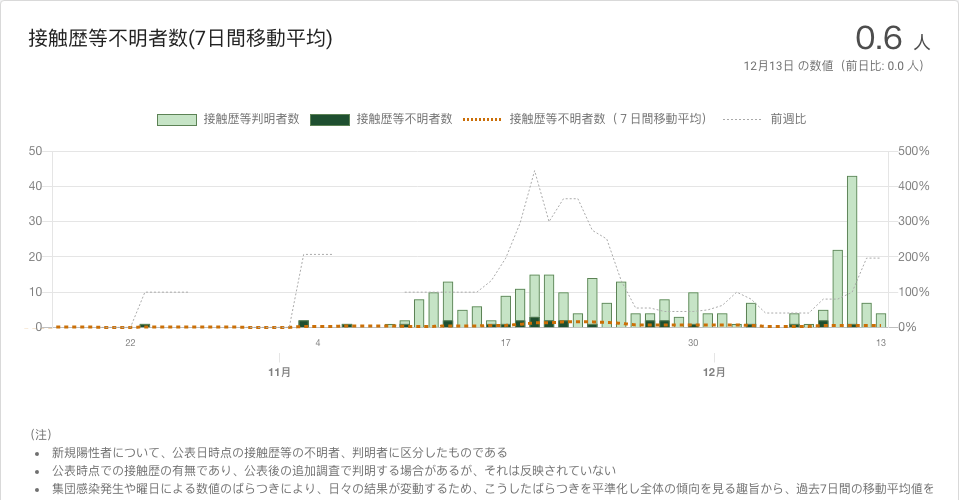 接触歴等不明者数(7日間移動平均)
0.6 人
12月13日 の数値（前日比: 0.0 人）
接触歴等判明者数 接触歴等不明者数 接触歴等不明者数（７日間移動平均） 前週比
50 500%
40 400%
30 300%
20 200%
10 100%
0 0%
22 4 17 30 13
11月 12月
（注）
• 新規陽性者について、公表日時点の接触歴等の不明者、判明者に区分したものである
• 公表時点での接触歴の有無であり、公表後の追加調査で判明する場合があるが、それは反映されていない
• 集団感染発生や曜日による数値のばらつきにより、日々の結果が変動するため、こうしたばらつきを平準化し全体の傾向を見る趣旨から、過去7日間の移動平均値を